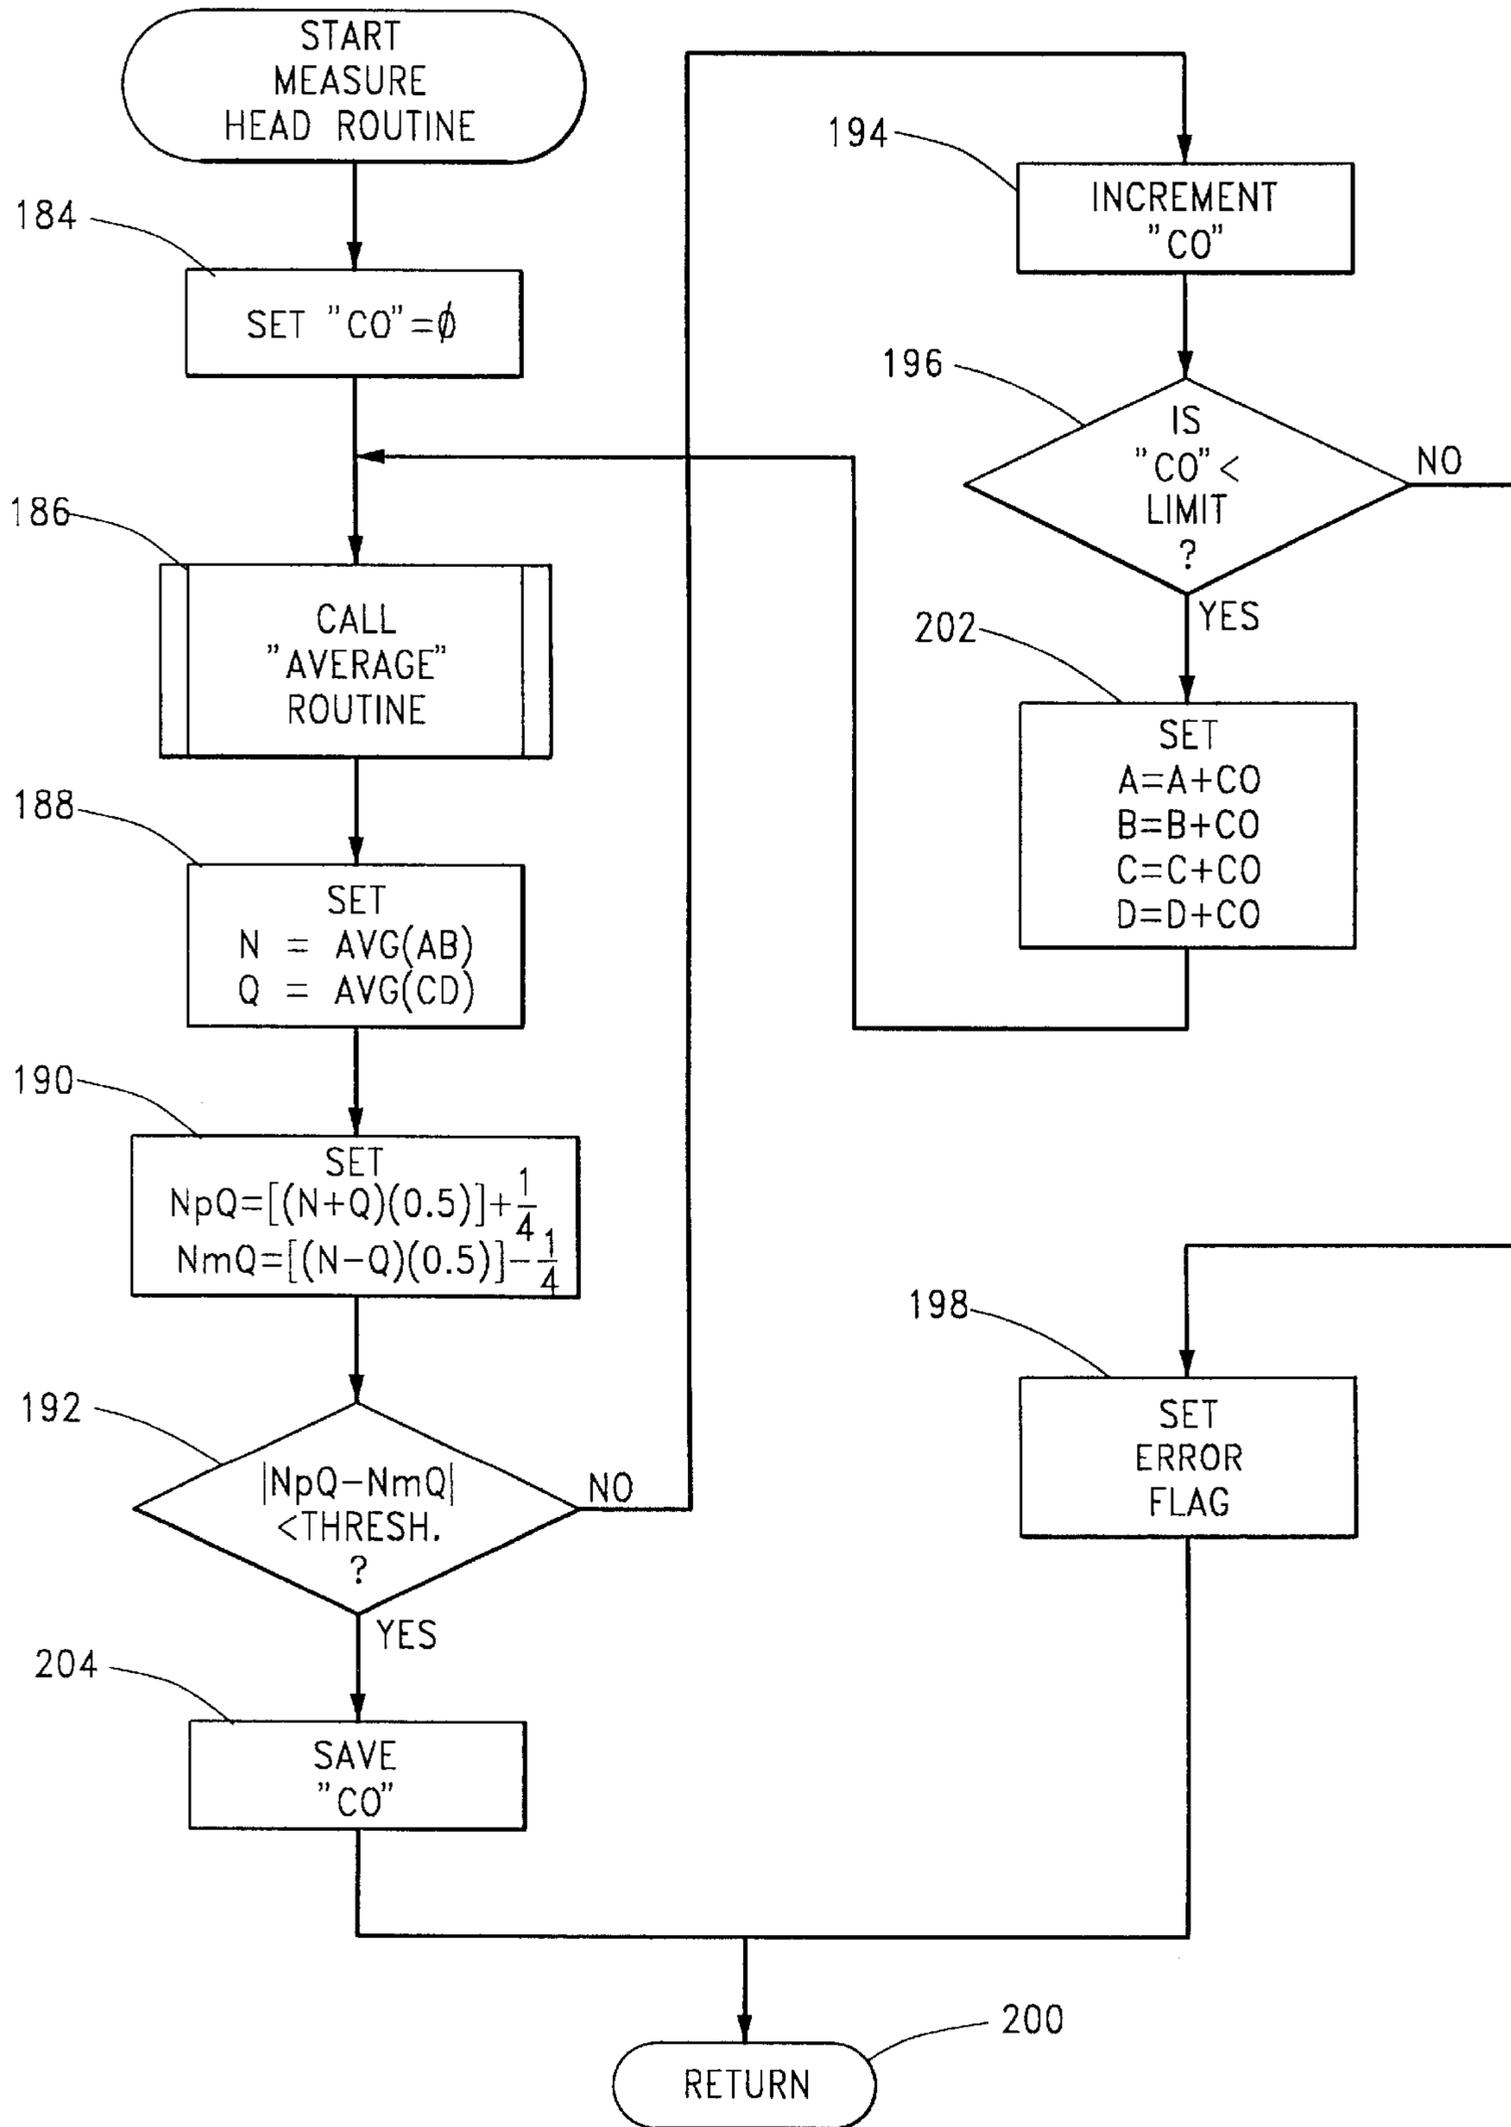 START
MEASURE
HEAD ROUTINE
184
SET "CO"=ϕ
186
CALL
"AVERAGE"
ROUTINE
188
SET
N = AVG(AB)
Q = AVG(CD)
190
SET
NpQ=[(N+Q)(0.5)]+1/4
NmQ=[(N-Q)(0.5)]-1/4
192
|NpQ-NmQ|
<THRESH.
?
NO
YES
204
SAVE
"CO"
194
INCREMENT
"CO"
196
IS
"CO"<
LIMIT
?
NO
YES
202
SET
A=A+CO
B=B+CO
C=C+CO
D=D+CO
198
SET
ERROR
FLAG
200
RETURN